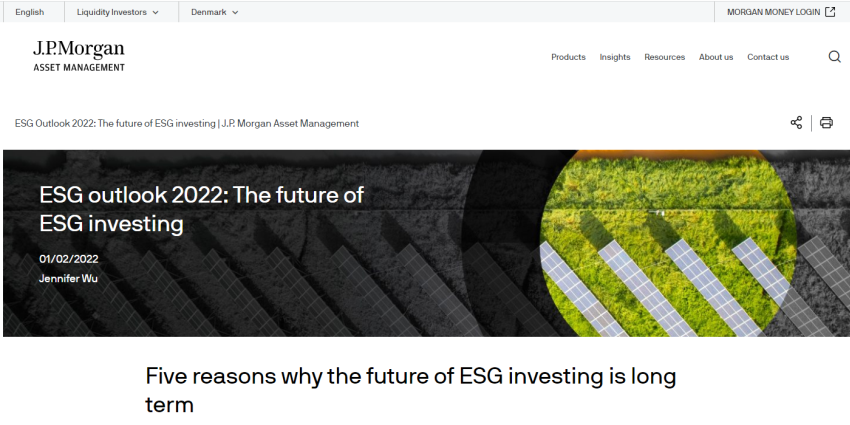 English Liquidity Investors Denmark MORGAN MONEY LOGIN
J.P.Morgan
ASSET MANAGEMENT
Products Insights Resources About us Contact us
ESG Outlook 2022: The future of ESG investing | J.P. Morgan Asset Management
ESG outlook 2022: The future of
ESG investing
01/02/2022
Jennifer Wu
Five reasons why the future of ESG investing is long
term